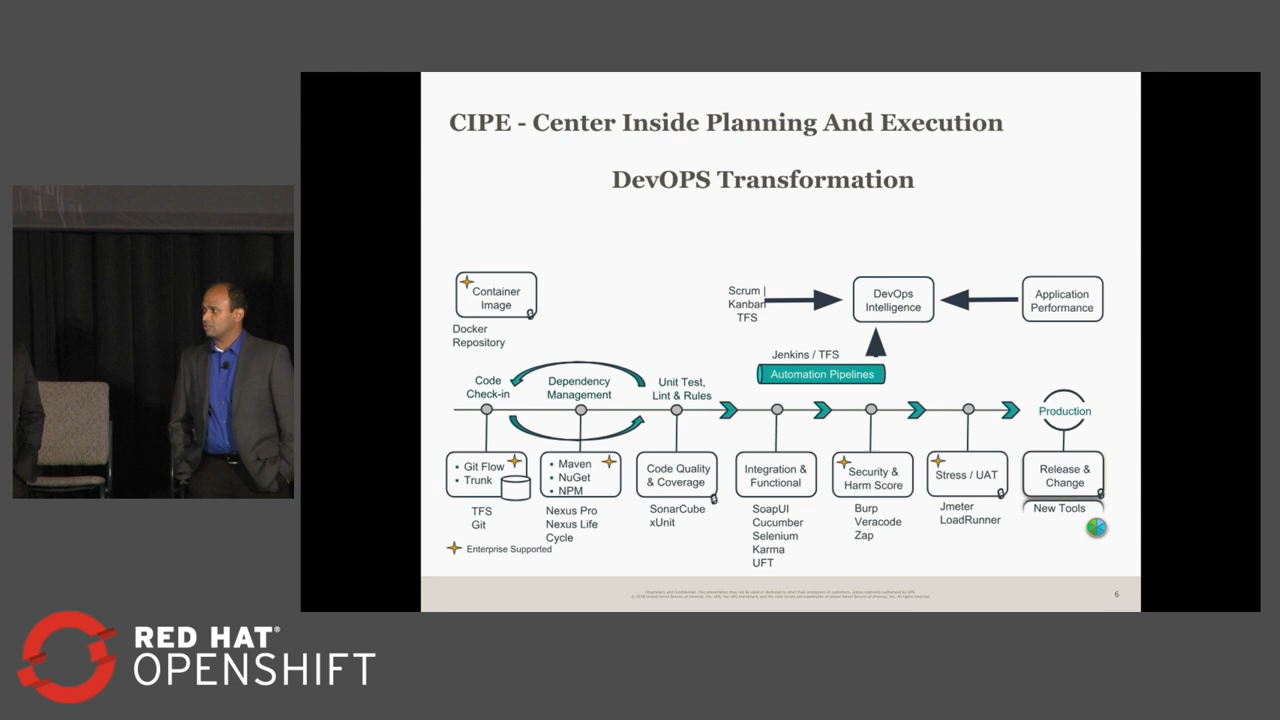 CIPE - Center Inside Planning And Execution
DevOPS Transformation
Container
Image
Docker
Repository
Scrum |
Kanban
TFS
DevOps
Intelligence
Application
Performance
Jenkins / TFS
Automation Pipelines
Code
Check-in
Dependency
Management
Unit Test,
Lint & Rules
Production
Git Flow
Trunk
TFS
Git
Maven
NuGet
NPM
Nexus Pro
Nexus Life
Cycle
Code Quality
& Coverage
SonarCube
xUnit
Integration &
Functional
SoapUI
Cucumber
Selenium
Karma
UFT
Security &
Harm Score
Burp
Veracode
Zap
Stress / UAT
Jmeter
LoadRunner
Release &
Change
New Tools
Enterprise Supported
6
RED HAT®
OPENSHIFT